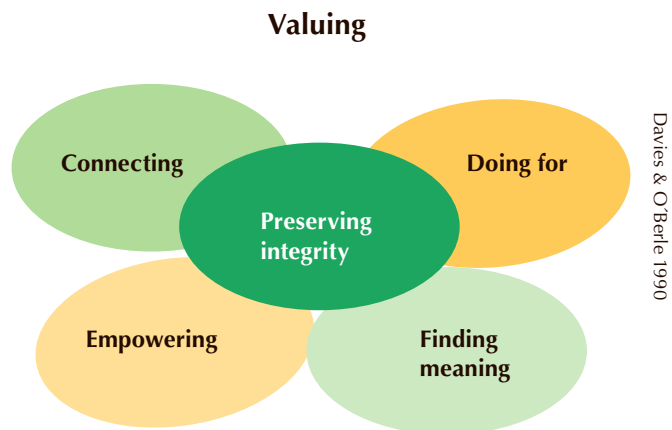 Valuing
Connecting
Doing for
Preserving
integrity
Empowering
Finding
meaning
Davies & O´Berle 1990